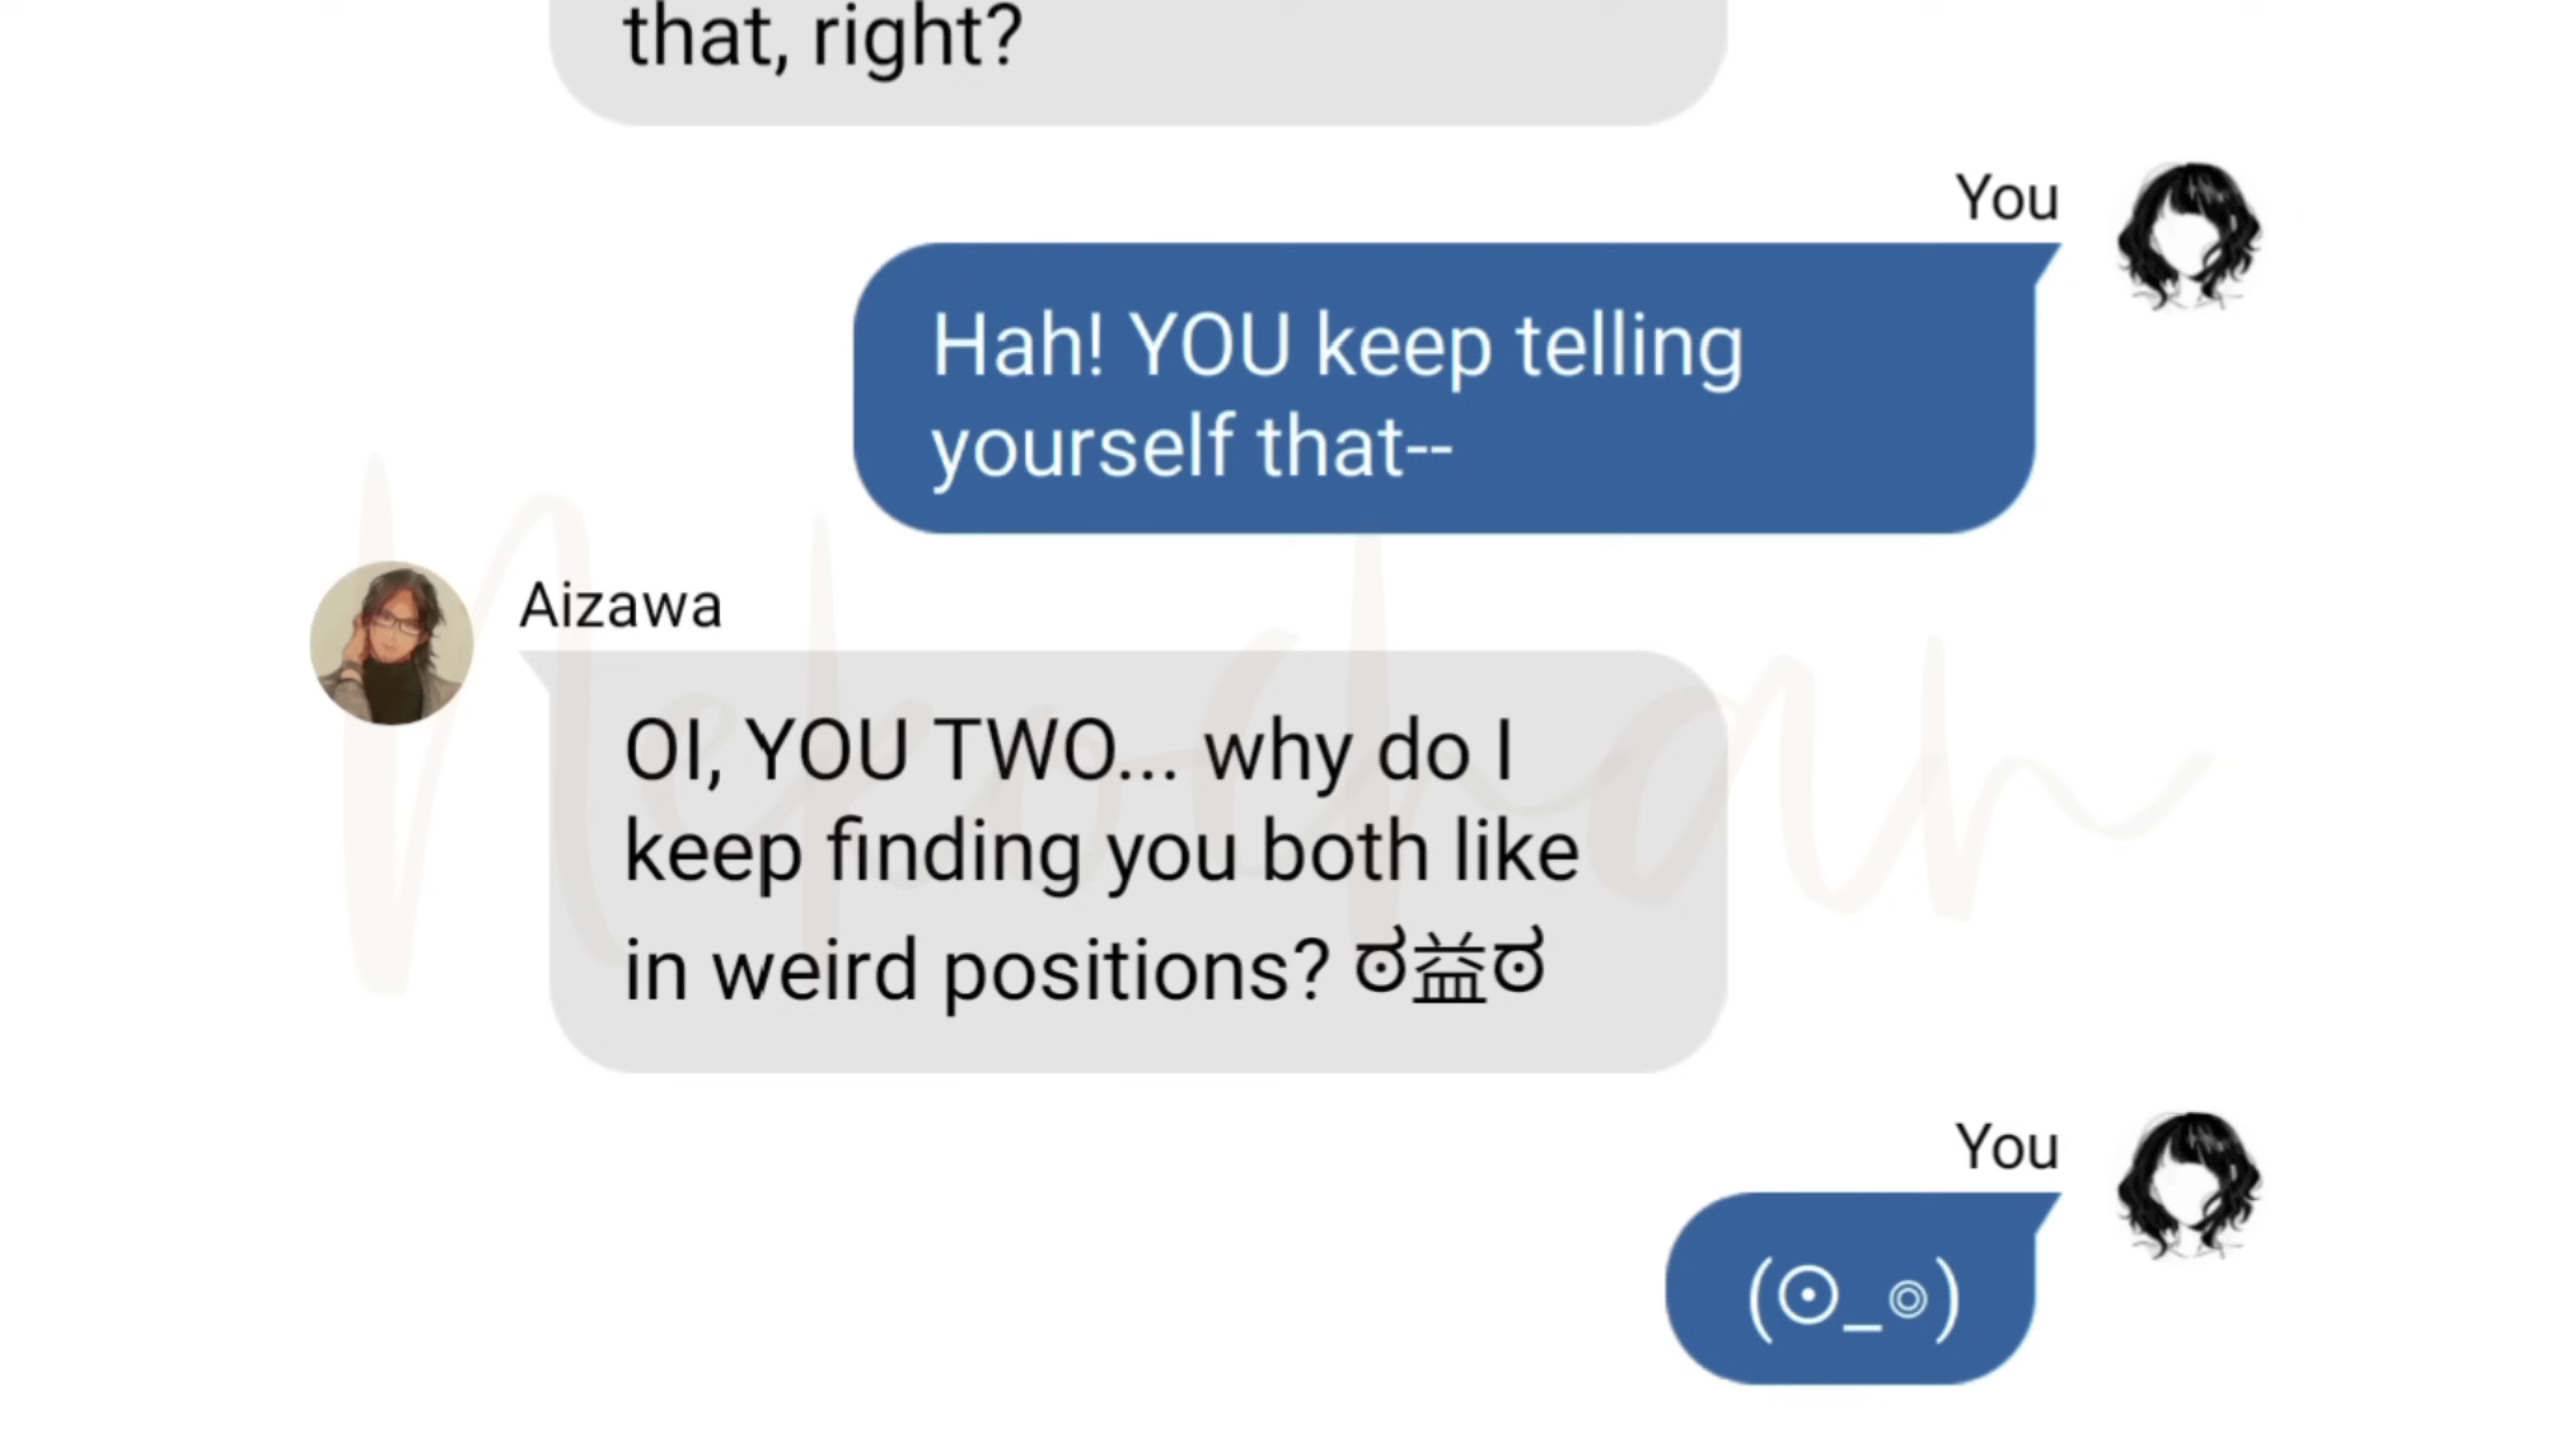 that, right?
You
Hah! YOU keep telling
yourself that--
Aizawa
OI, YOU TWO... why do I
keep finding you both like
in weird positions? ಠ益ಠ
You
(⊙_◎)
Nekochan